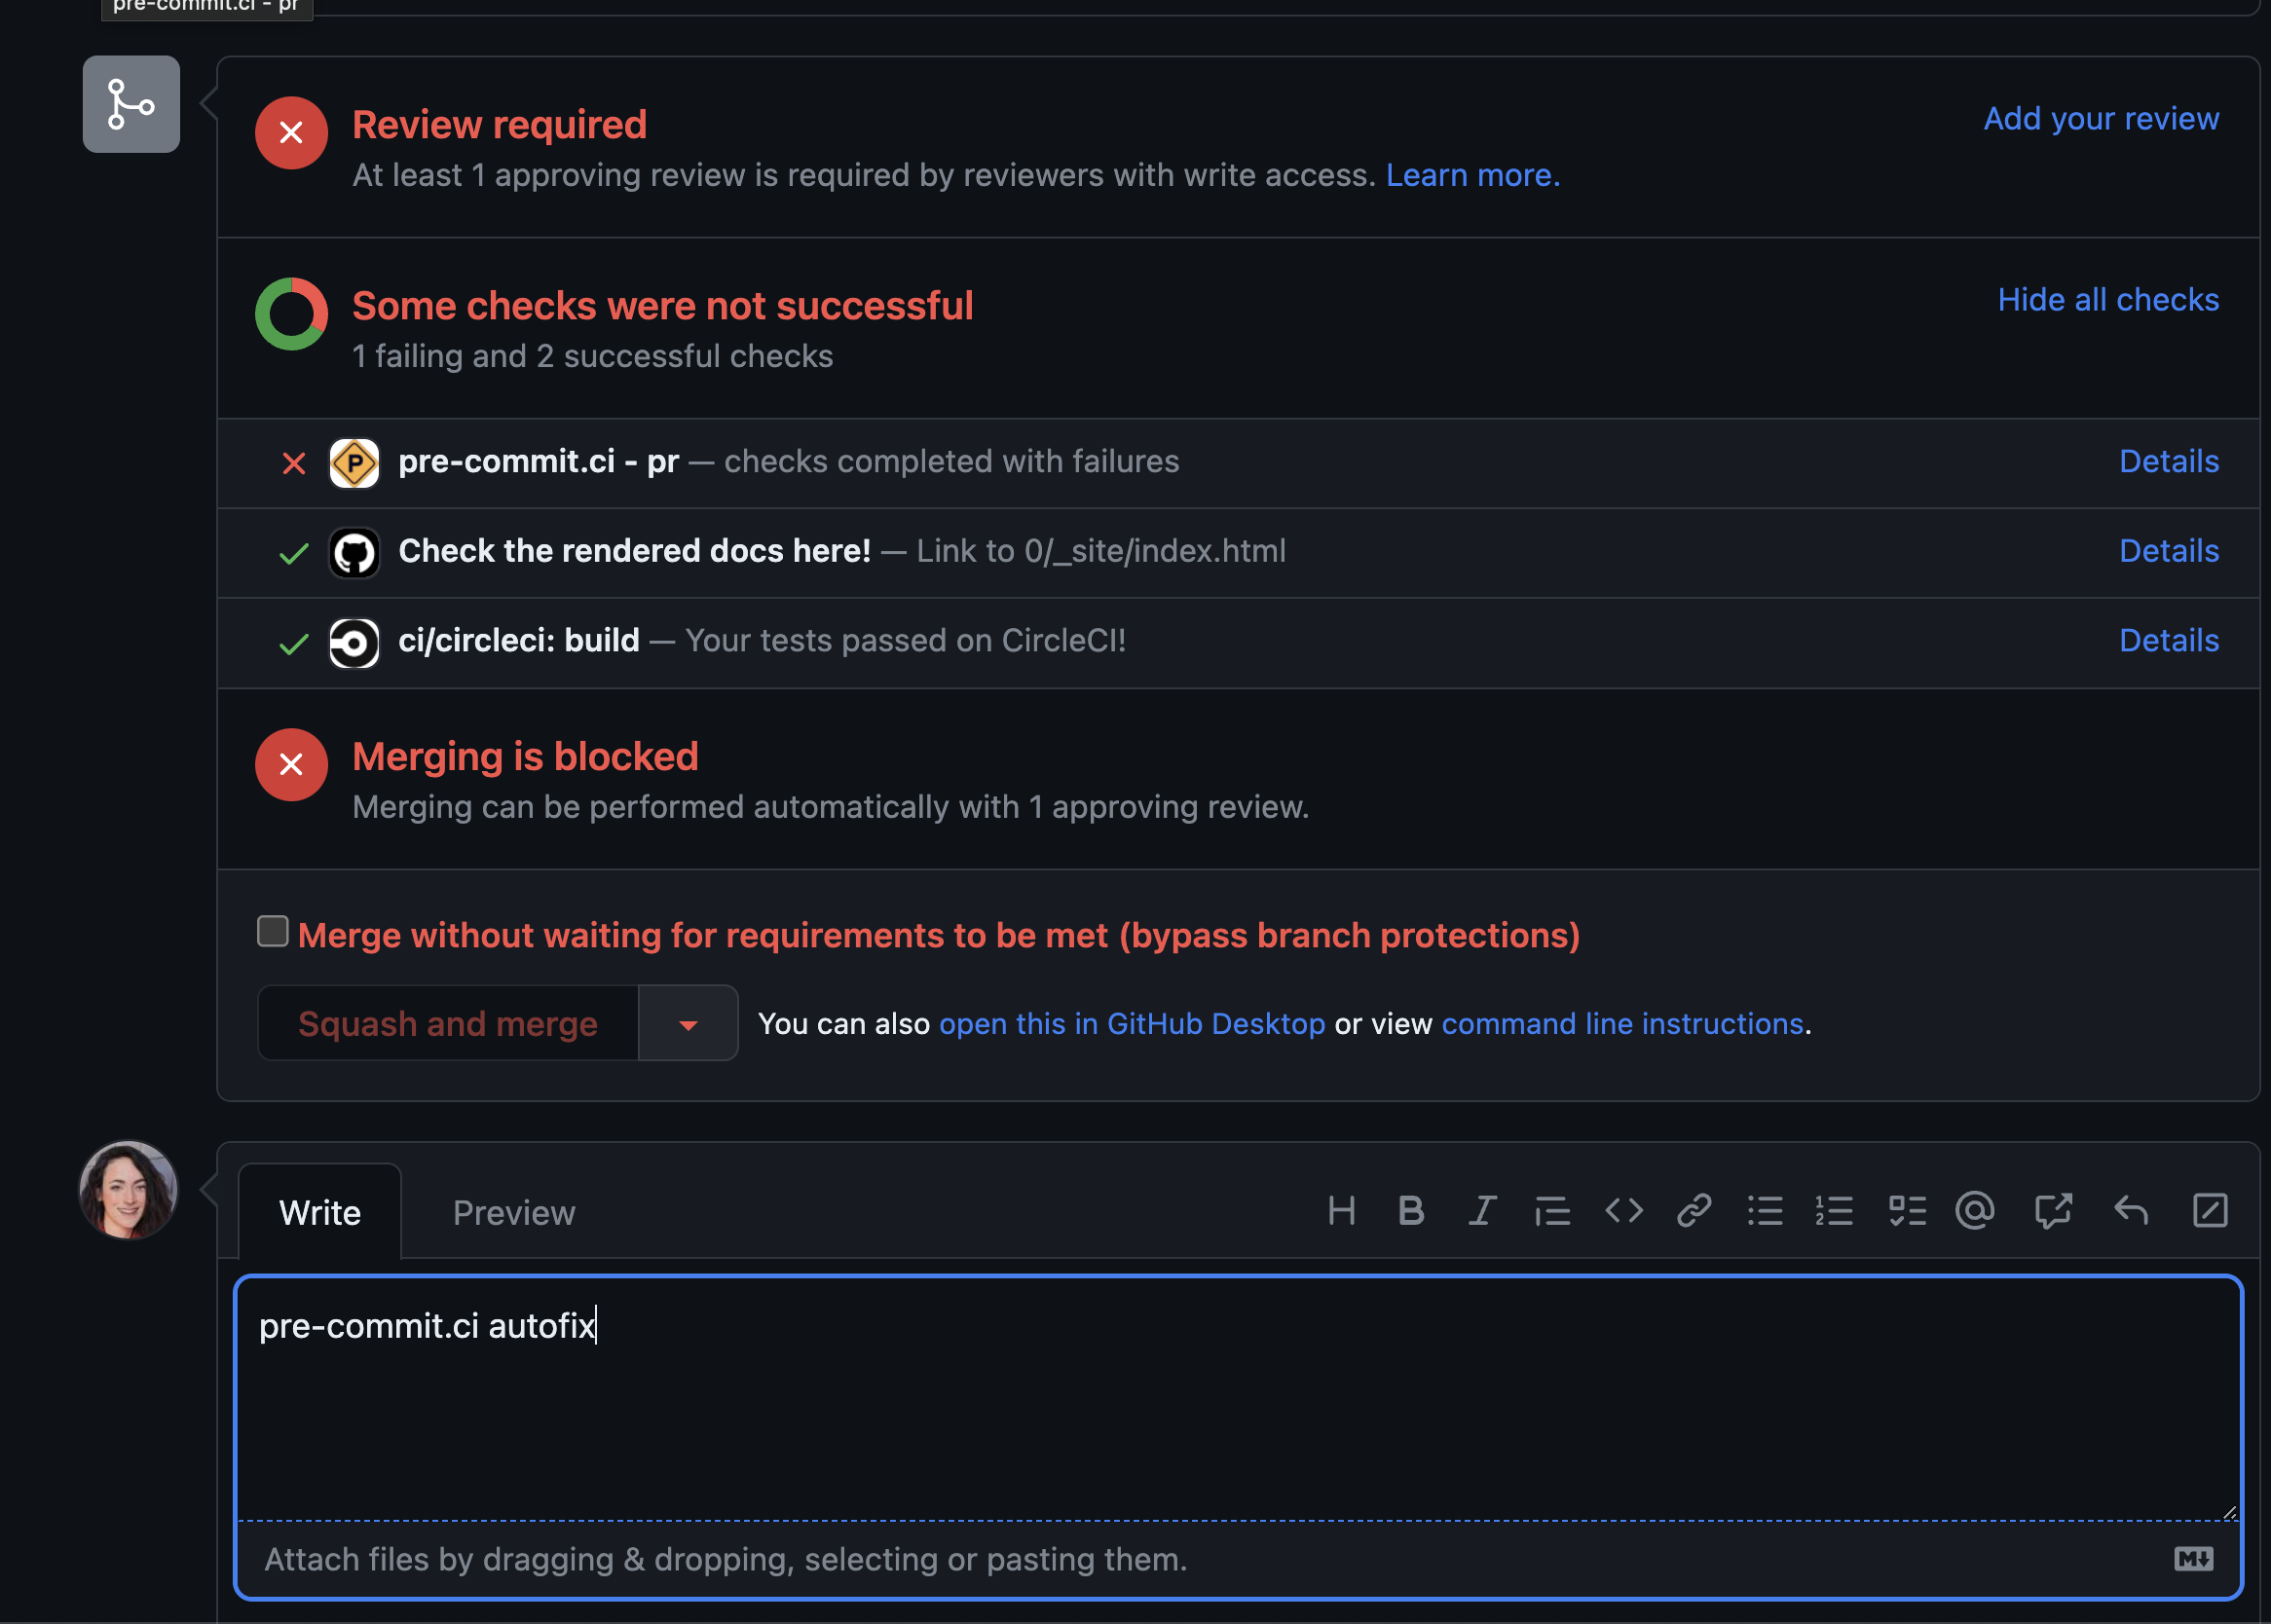 pre-commit.ci - pr
Review required
Add your review
At least 1 approving review is required by reviewers with write access. Learn more.
Some checks were not successful
Hide all checks
1 failing and 2 successful checks
P pre-commit.ci - pr — checks completed with failures Details
Check the rendered docs here! — Link to 0/_site/index.html Details
ci/circleci: build — Your tests passed on CircleCI! Details
Merging is blocked
Merging can be performed automatically with 1 approving review.
Merge without waiting for requirements to be met (bypass branch protections)
Squash and merge You can also open this in GitHub Desktop or view command line instructions.
Write Preview
pre-commit.ci autofix
Attach files by dragging & dropping, selecting or pasting them.